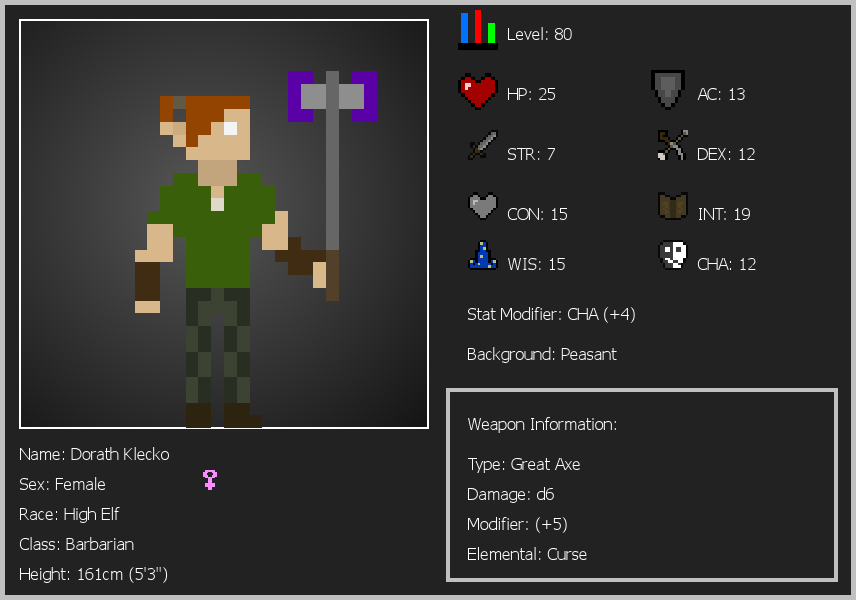 Level: 80
HP: 25
AC: 13
STR: 7
DEX: 12
CON: 15
INT: 19
WIS: 15
CHA: 12
Stat Modifier: CHA (+4)
Background: Peasant
Weapon Information:
Type: Great Axe
Damage: d6
Modifier: (+5)
Elemental: Curse
Name: Dorath Klecko
Sex: Female
Race: High Elf
Class: Barbarian
Height: 161cm (5'3")